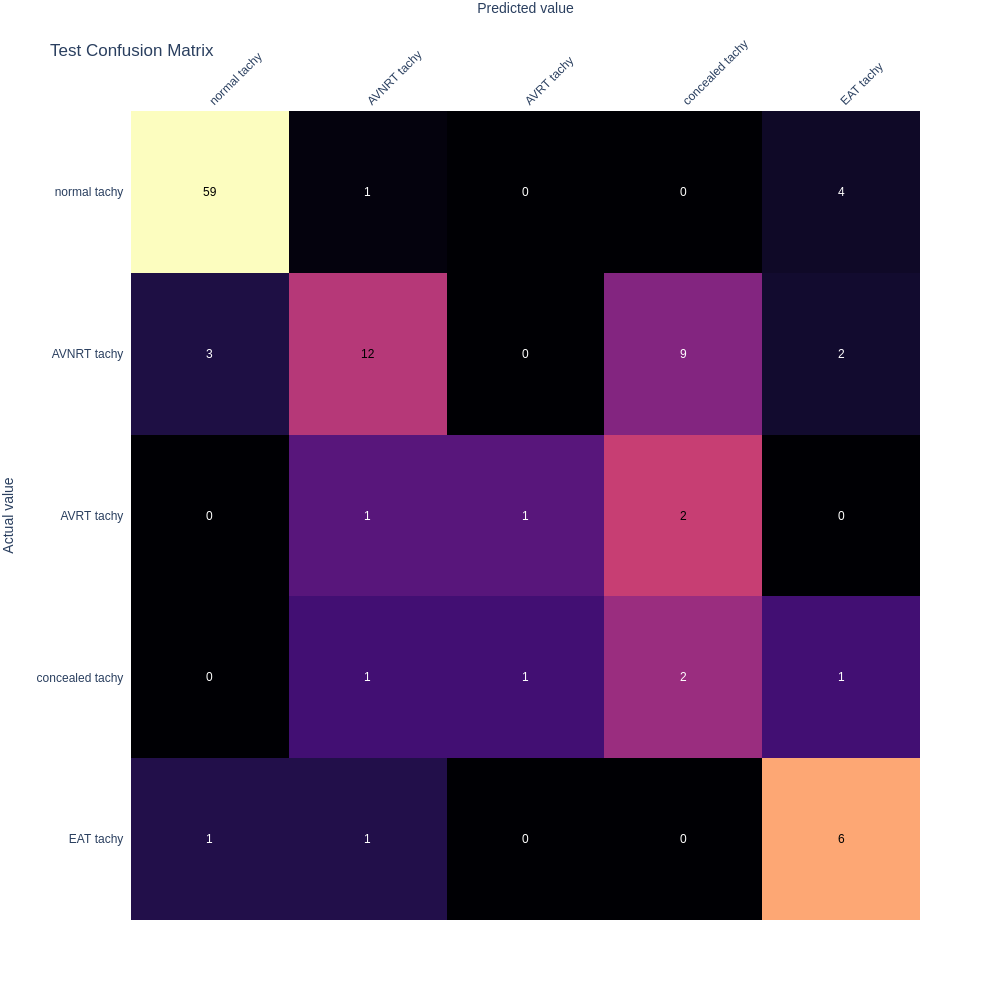 Predicted value
Test Confusion Matrix
normal tachy AVNRT tachy AVRT tachy concealed tachy EAT tachy
normal tachy 59 1 0 0 4
AVNRT tachy 3 12 0 9 2
Actual value
AVRT tachy 0 1 1 2 0
concealed tachy 0 1 1 2 1
EAT tachy 1 1 0 0 6